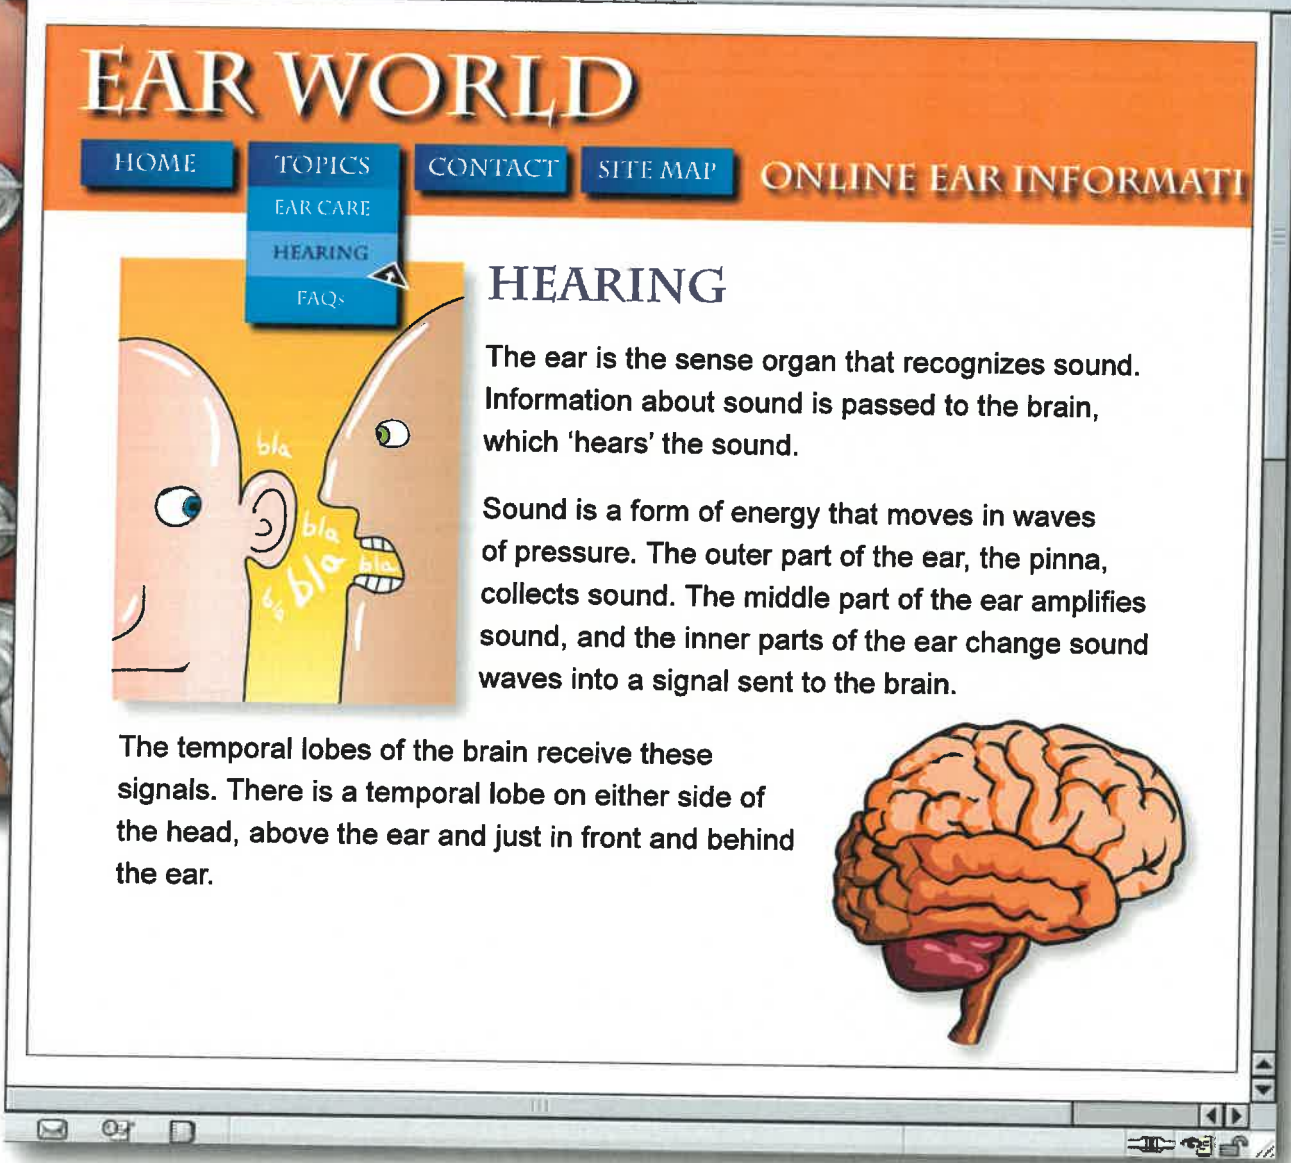 EAR WORLD
HOME
TOPICS
CONTACT
SITE MAP
ONLINE EAR INFORMATI
EAR CARE
HEARING
FAQs
HEARING
The ear is the sense organ that recognizes sound.
Information about sound is passed to the brain,
which ‘hears’ the sound.
bla
bla
bla
bla
bla
Sound is a form of energy that moves in waves
of pressure. The outer part of the ear, the pinna,
collects sound. The middle part of the ear amplifies
sound, and the inner parts of the ear change sound
waves into a signal sent to the brain.
The temporal lobes of the brain receive these
signals. There is a temporal lobe on either side of
the head, above the ear and just in front and behind
the ear.